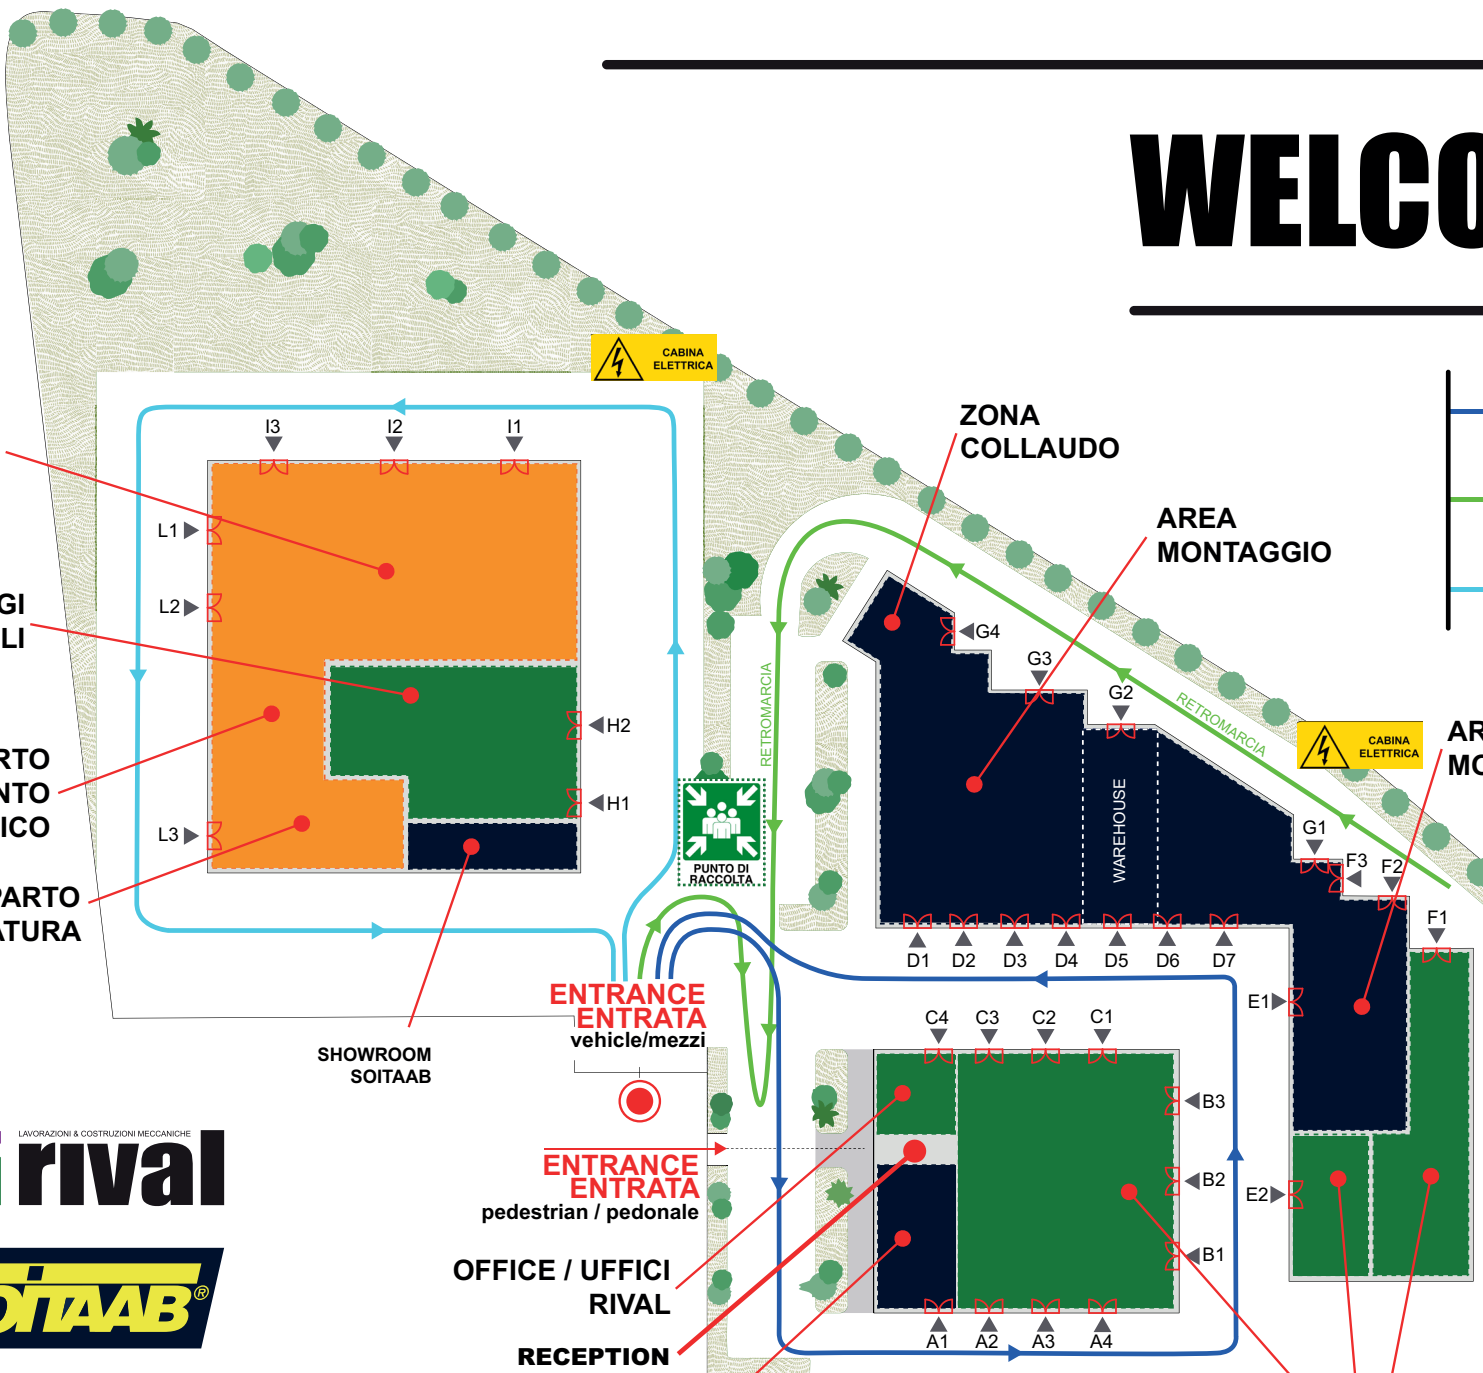 WELCO
CABINA
ELETTRICA
ZONA
COLLAUDO
AREA
MONTAGGIO
I3
I2
I1
L1
L2
L3
GI
LI
RTO
NTO
ICO
PARTO
ATURA
H2
H1
RETROMARCIA
PUNTO DI
RACCOLTA
G4
G3
G2
RETROMARCIA
CABINA
ELETTRICA
AR
MO
WAREHOUSE
G1
F3
F2
F1
D1
D2
D3
D4
D5
D6
D7
E1
E2
ENTRANCE
ENTRATA
vehicle/mezzi
SHOWROOM
SOITAAB
C4
C3
C2
C1
B3
B2
B1
A1
A2
A3
A4
ENTRANCE
ENTRATA
pedestrian / pedonale
OFFICE / UFFICI
RIVAL
RECEPTION
LAVORAZIONI & COSTRUZIONI MECCANICHE
rival
OITAAB®